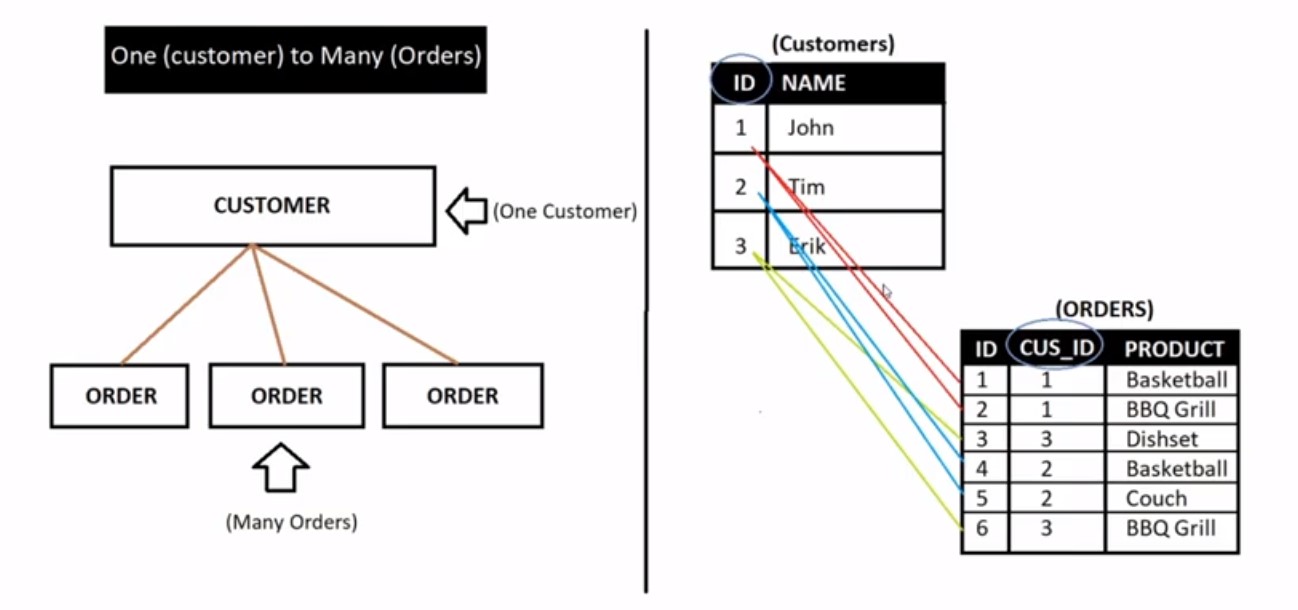 One (customer) to Many (Orders)
CUSTOMER
(One Customer)
ORDER ORDER ORDER
(Many Orders)
(Customers)
ID NAME
1 John
2 Tim
3 Erik
(ORDERS)
ID CUS_ID PRODUCT
1 1 Basketball
2 1 BBQ Grill
3 3 Dishset
4 2 Basketball
5 2 Couch
6 3 BBQ Grill